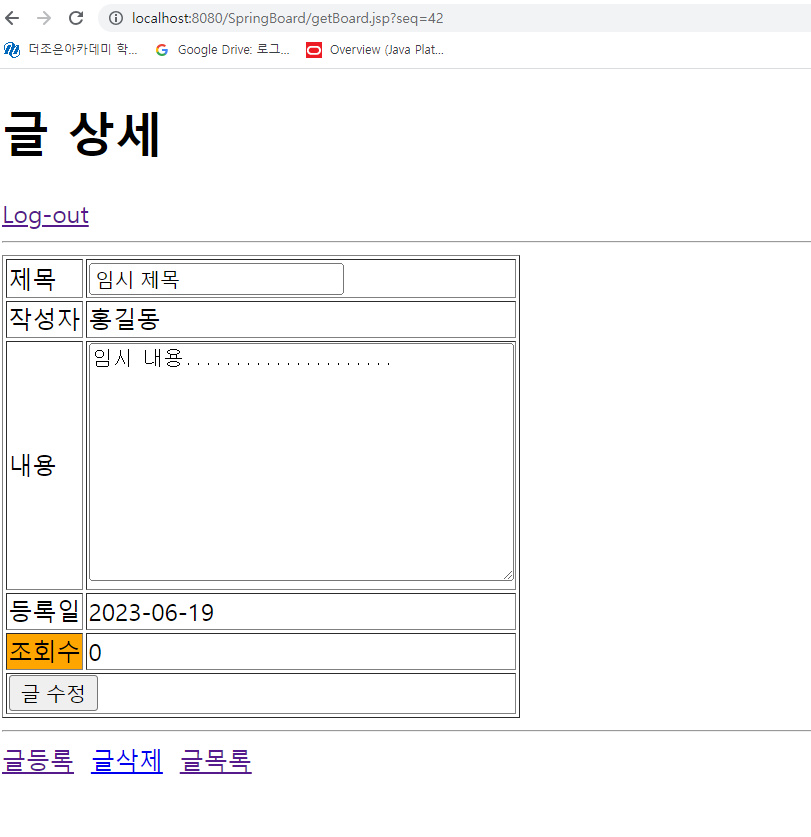 localhost:8080/SpringBoard/getBoard.jsp?seq=42
더조은아카데미 학... Google Drive: 로그... Overview (Java Plat...
글 상세
Log-out
제목 임시 제목
작성자 홍길동
내용 임시 내용.....................
등록일 2023-06-19
조회수 0
글 수정
글등록 글삭제 글목록